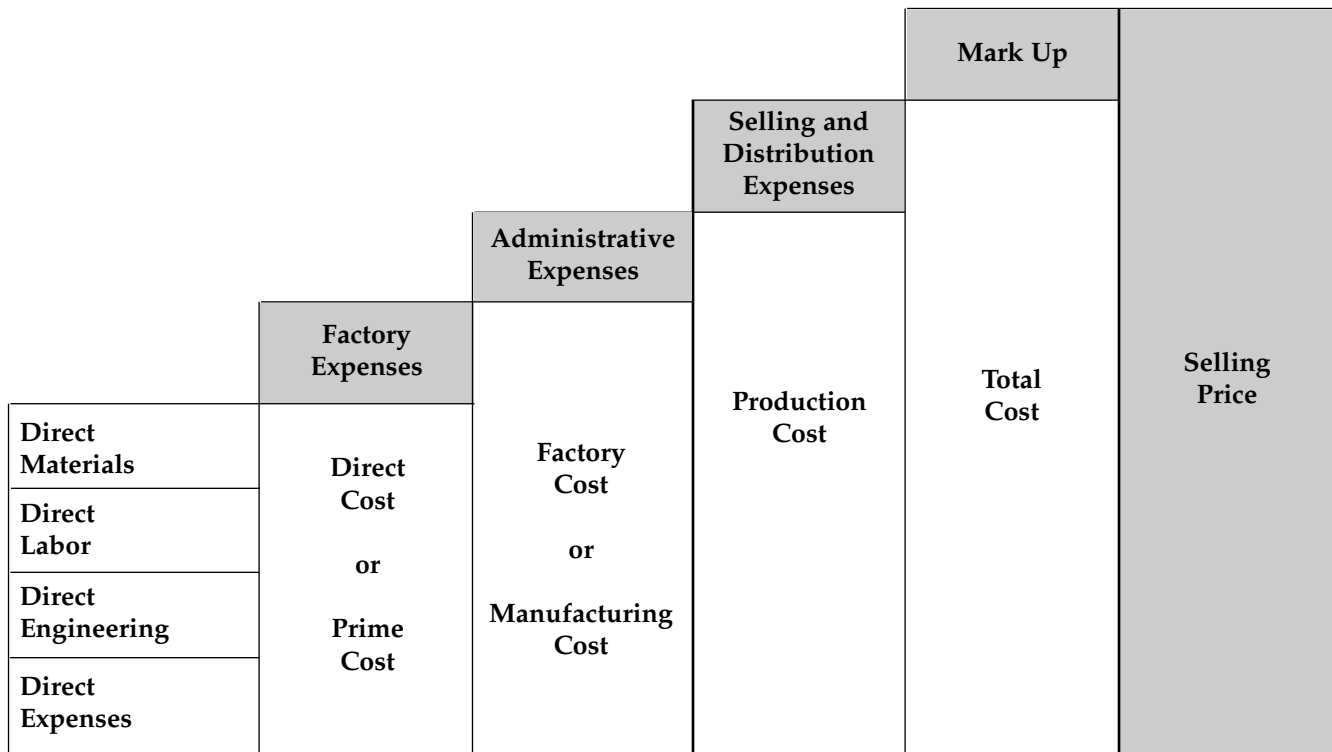 Mark Up
Selling and
Distribution
Expenses
Administrative
Expenses
Factory
Expenses
Direct
Materials
Direct
Labor
Direct
Engineering
Direct
Expenses
Direct
Cost
or
Prime
Cost
Factory
Cost
or
Manufacturing
Cost
Production
Cost
Total
Cost
Selling
Price